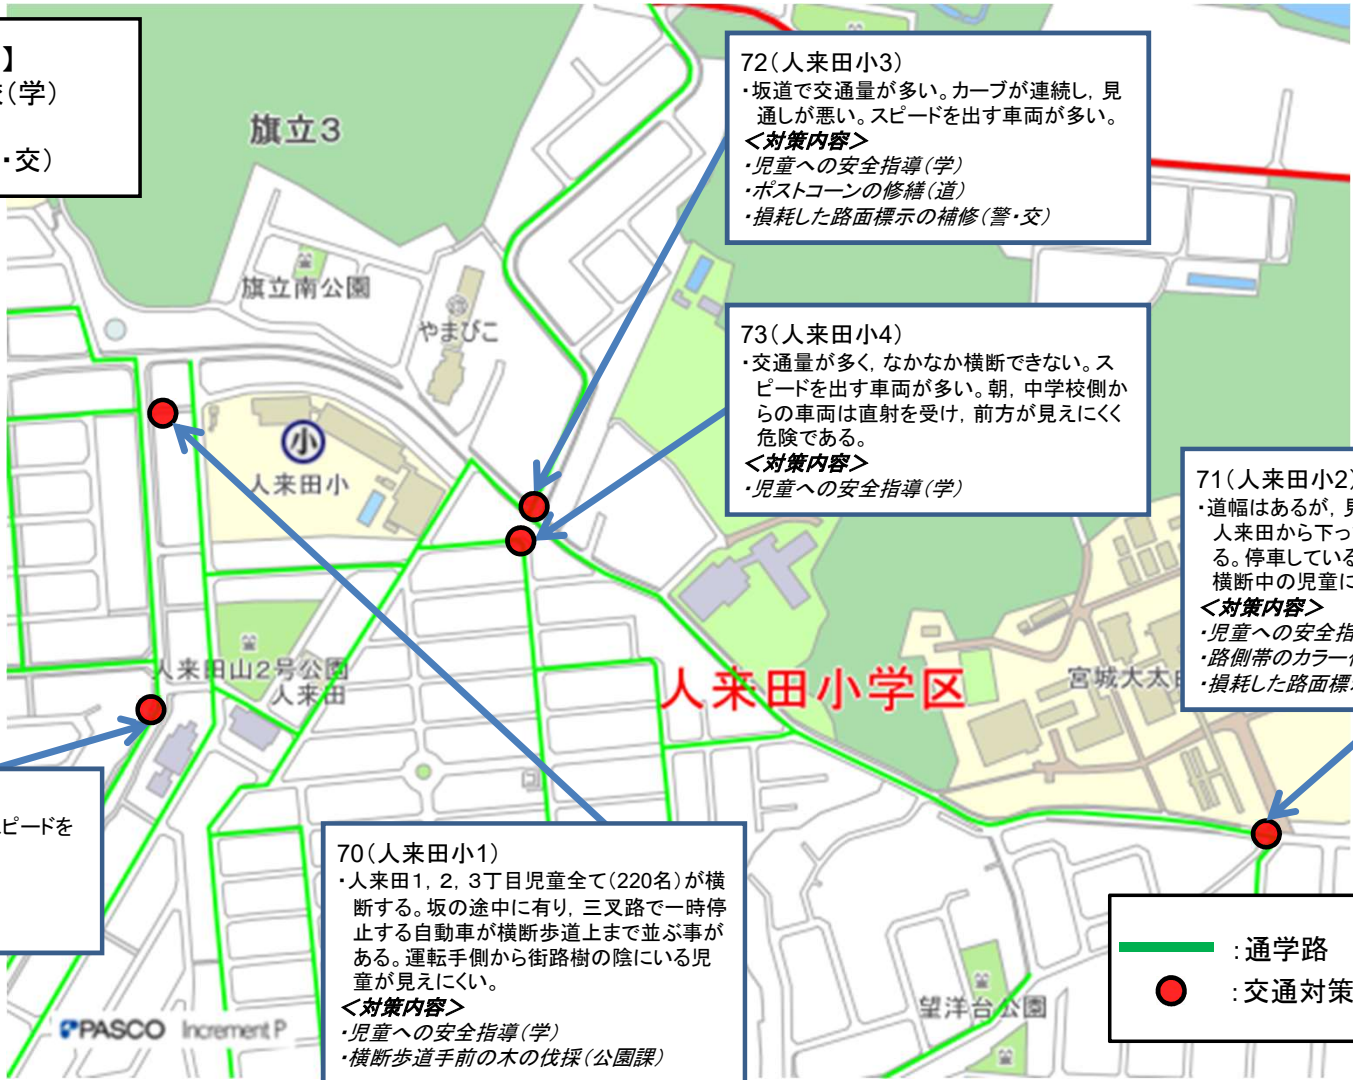 】
(学)
・交)
旗立3
旗立南公園
やまびこ
小
人来田小
人来田山2号公園
人来田
人来田小学区
宮城大太
望洋台公園
72(人来田小3)
・坂道で交通量が多い。カーブが連続し,見
通しが悪い。スピードを出す車両が多い。
<対策内容>
・児童への安全指導(学)
・ポストコーンの修繕(道)
・損耗した路面標示の補修(警・交)
73(人来田小4)
・交通量が多く,なかなか横断できない。ス
ピードを出す車両が多い。朝,中学校側か
らの車両は直射を受け,前方が見えにくく
危険である。
<対策内容>
・児童への安全指導(学)
71(人来田小2)
・道幅はあるが,見
人来田から下っ
る。停車している
横断中の児童に
<対策内容>
・児童への安全指
・路側帯のカラー
・損耗した路面標
ピードを
70(人来田小1)
・人来田1,2,3丁目児童全て(220名)が横
断する。坂の途中に有り,三叉路で一時停
止する自動車が横断歩道上まで並ぶ事が
ある。運転手側から街路樹の陰にいる児
童が見えにくい。
<対策内容>
・児童への安全指導(学)
・横断歩道手前の木の伐採(公園課)
:通学路
:交通対策
PASCO Increment P